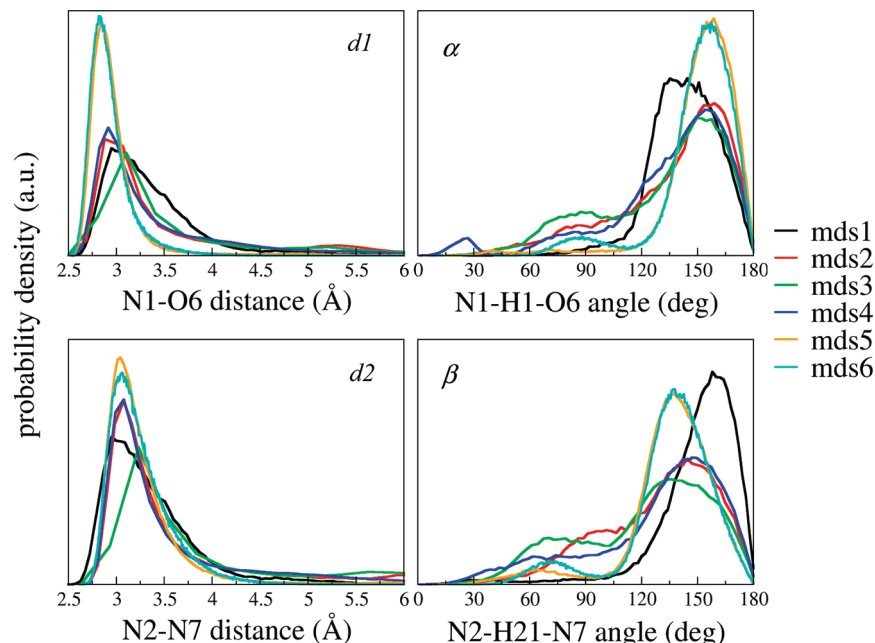 probability density (a.u.)
d1
α
2.5 3 3.5 4 4.5 5 5.5 6
0 30 60 90 120 150 180
N1-O6 distance (Å)
N1-H1-O6 angle (deg)
d2
β
2.5 3 3.5 4 4.5 5 5.5 6
0 30 60 90 120 150 180
N2-N7 distance (Å)
N2-H21-N7 angle (deg)
mds1
mds2
mds3
mds4
mds5
mds6